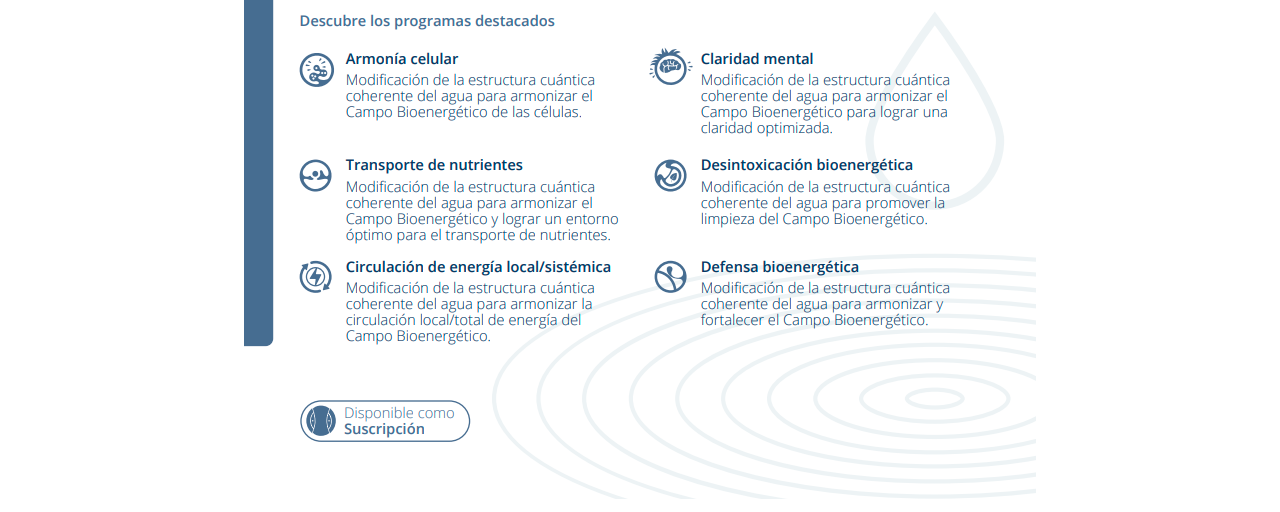 Descubre los programas destacados
Armonía celular
Modificación de la estructura cuántica
coherente del agua para armonizar el
Campo Bioenergético de las células.
Claridad mental
Modificación de la estructura cuántica
coherente del agua para armonizar el
Campo Bioenergético para lograr una
claridad optimizada.
Transporte de nutrientes
Modificación de la estructura cuántica
coherente del agua para armonizar el
Campo Bioenergético y lograr un entorno
óptimo para el transporte de nutrientes.
Desintoxicación bioenergética
Modificación de la estructura cuántica
coherente del agua para promover la
limpieza del Campo Bioenergético.
Circulación de energía local/sistémica
Modificación de la estructura cuántica
coherente del agua para armonizar la
circulación local/total de energía del
Campo Bioenergético.
Defensa bioenergética
Modificación de la estructura cuántica
coherente del agua para armonizar y
fortalecer el Campo Bioenergético.
Disponible como
Suscripción